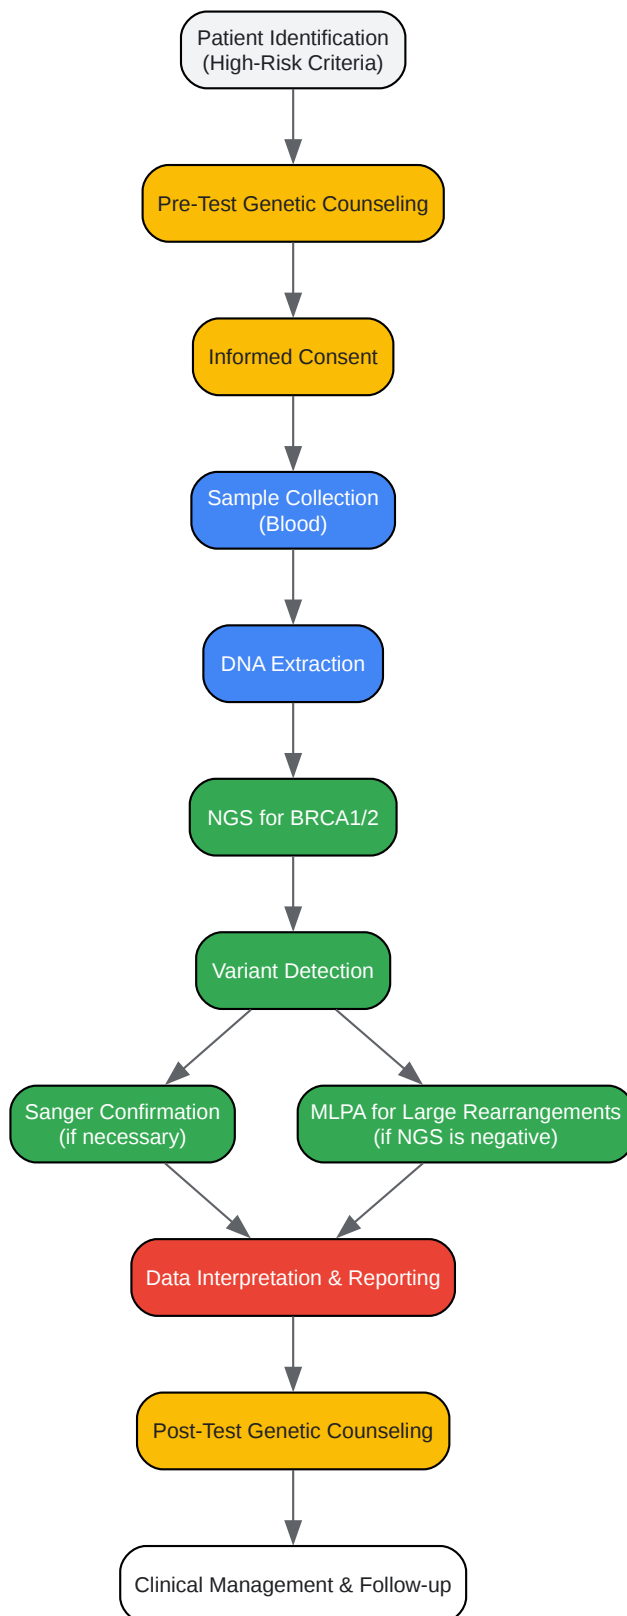 Patient Identification
(High-Risk Criteria)
Pre-Test Genetic Counseling
Informed Consent
Sample Collection
(Blood)
DNA Extraction
NGS for BRCA1/2
Variant Detection
Sanger Confirmation
(if necessary)
MLPA for Large Rearrangements
(if NGS is negative)
Data Interpretation & Reporting
Post-Test Genetic Counseling
Clinical Management & Follow-up